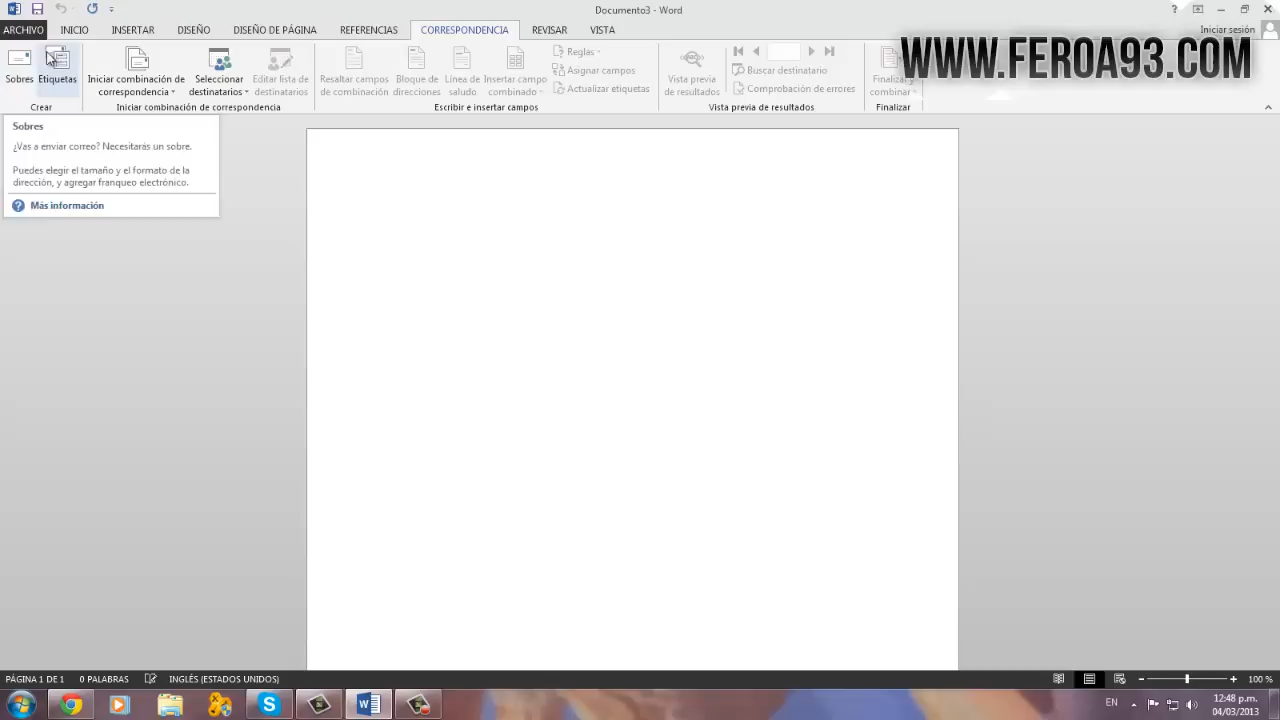 Documento3 - Word
ARCHIVO INICIO INSERTAR DISEÑO DISEÑO DE PÁGINA REFERENCIAS CORRESPONDENCIA REVISAR VISTA Iniciar sesión
WWW.FEROA93.COM
Sobres
Etiquetas
Iniciar combinación de
correspondencia
Seleccionar
destinatarios
Editar lista de
destinatarios
Resaltar campos
de combinación
Bloque de
direcciones
Línea de
saludo
Insertar campo
combinado
Reglas
Asignar campos
Actualizar etiquetas
Vista previa
de resultados
Buscar destinatario
Comprobación de errores
Finalizar y
combinar
Crear
Iniciar combinación de correspondencia
Escribir e insertar campos
Vista previa de resultados
Finalizar
Sobres
¿Vas a enviar correo? Necesitarás un sobre.
Puedes elegir el tamaño y el formato de la
dirección, y agregar franqueo electrónico.
Más información
PÁGINA 1 DE 1 0 PALABRAS INGLÉS (ESTADOS UNIDOS) 100 %
EN
12:48 p.m.
04/03/2013